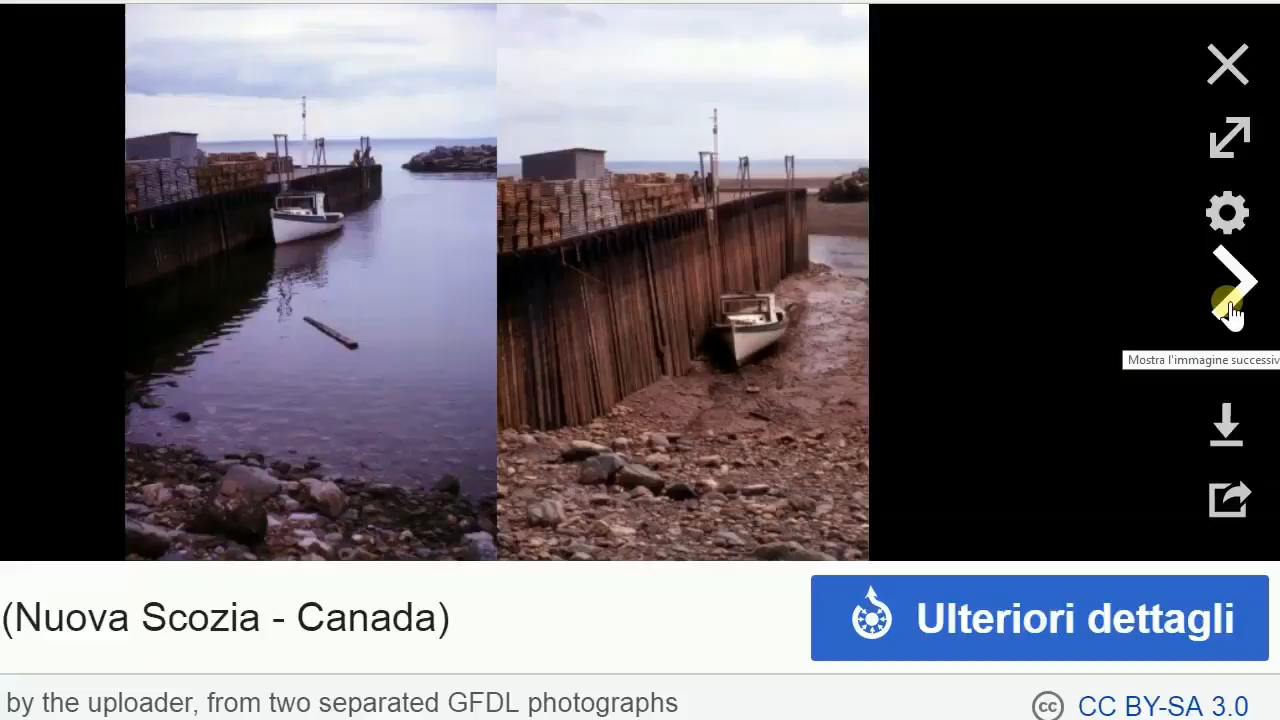 Mostra l'immagine successiv
(Nuova Scozia - Canada)
Ulteriori dettagli
by the uploader, from two separated GFDL photographs
cc CC BY-SA 3.0